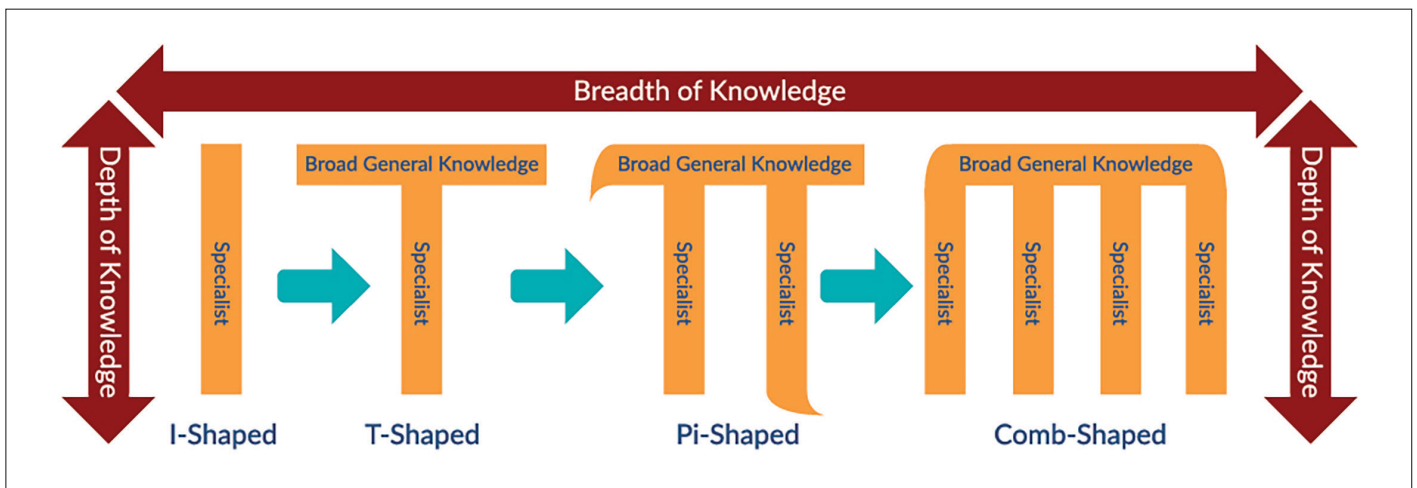 Breadth of Knowledge
Depth of Knowledge
Specialist
I-Shaped
Broad General Knowledge
Specialist
T-Shaped
Broad General Knowledge
Specialist
Specialist
Pi-Shaped
Broad General Knowledge
Specialist
Specialist
Specialist
Specialist
Comb-Shaped
Depth of Knowledge